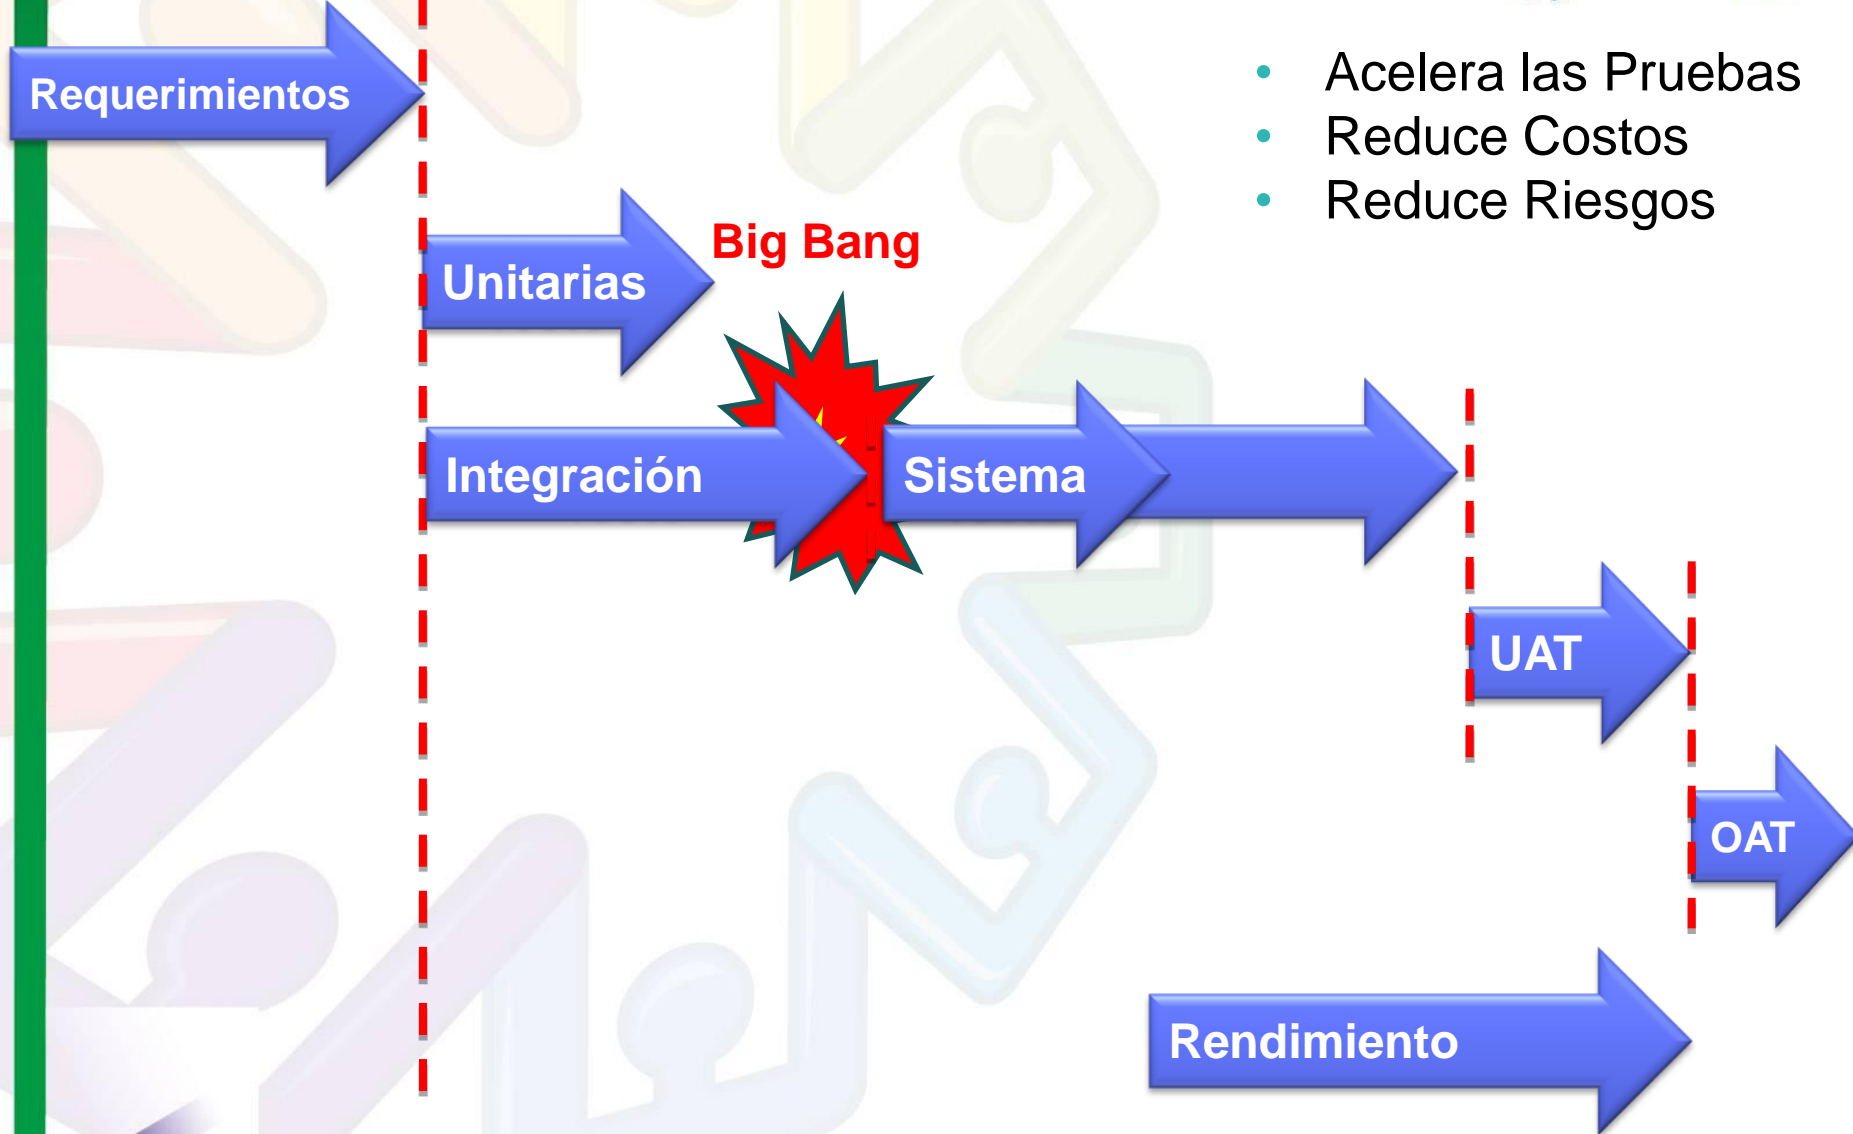 Requerimientos
• Acelera las Pruebas
• Reduce Costos
• Reduce Riesgos
Big Bang
Unitarias
Integración
Sistema
UAT
OAT
Rendimiento